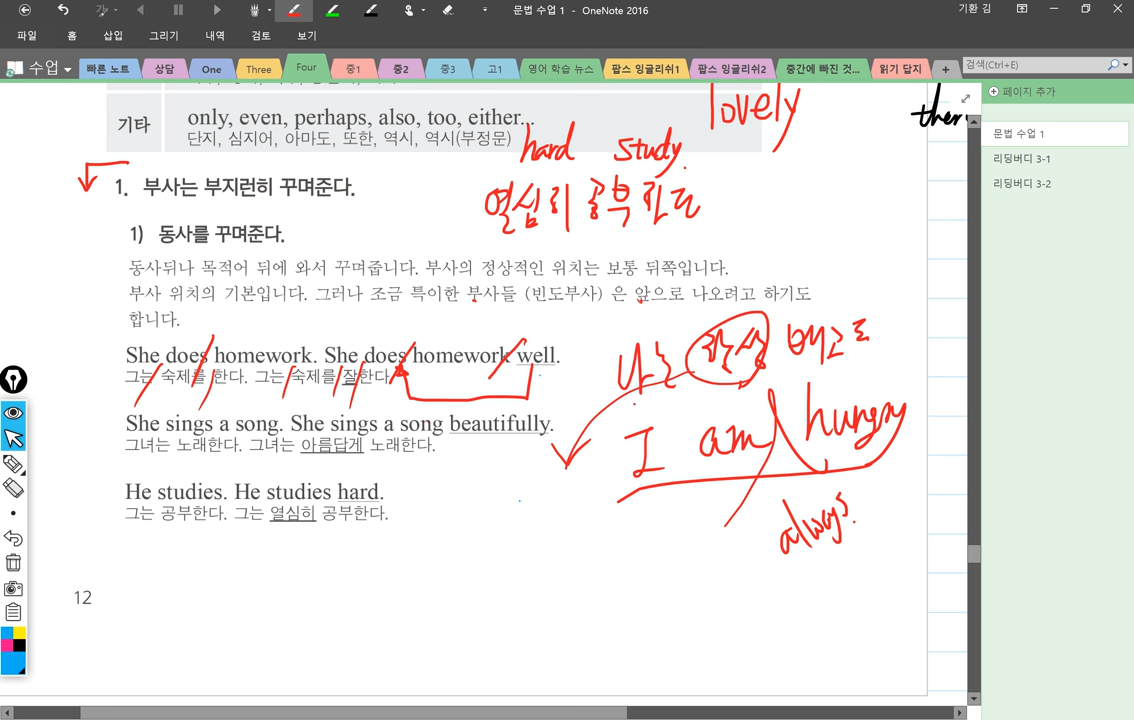 문법 수업 1 - OneNote 2016
기환 김
파일 홈 삽입 그리기 내역 검토 보기
수업 빠른 노트 상담 One Three Four 중1 중2 중3 고1 영어 학습 뉴스 팝스 잉글리쉬1 팝스 잉글리쉬2 중간에 빠진 것... 읽기 답지 +
검색(Ctrl+E)
페이지 추가
문법 수업 1
리딩버디 3-1
리딩버디 3-2
lovely
기타
only, even, perhaps, also, too, either...
단지, 심지어, 아마도, 또한, 역시, 역시(부정문)
hard study
열심히 공부한다
1. 부사는 부지런히 꾸며준다.
1) 동사를 꾸며준다.
동사뒤나 목적어 뒤에 와서 꾸며줍니다. 부사의 정상적인 위치는 보통 뒤쪽입니다.
부사 위치의 기본입니다. 그러나 조금 특이한 부사들 (빈도부사) 은 앞으로 나오려고 하기도
합니다.
She does homework. She does homework well.
그는 숙제를 한다. 그는 숙제를 잘한다
She sings a song. She sings a song beautifully.
그녀는 노래한다. 그녀는 아름답게 노래한다.
He studies. He studies hard.
그는 공부한다. 그는 열심히 공부한다.
나는 항상 배고프
I am hungry
always.
12